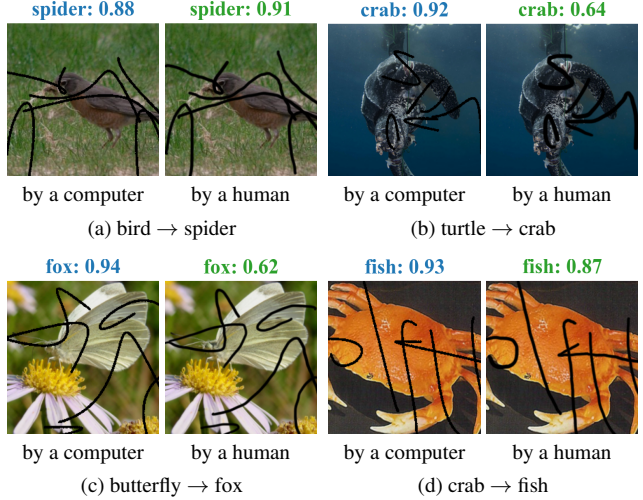 spider: 0.88 spider: 0.91 crab: 0.92 crab: 0.64
by a computer by a human by a computer by a human
(a) bird → spider (b) turtle → crab
fox: 0.94 fox: 0.62 fish: 0.93 fish: 0.87
by a computer by a human by a computer by a human
(c) butterfly → fox (d) crab → fish